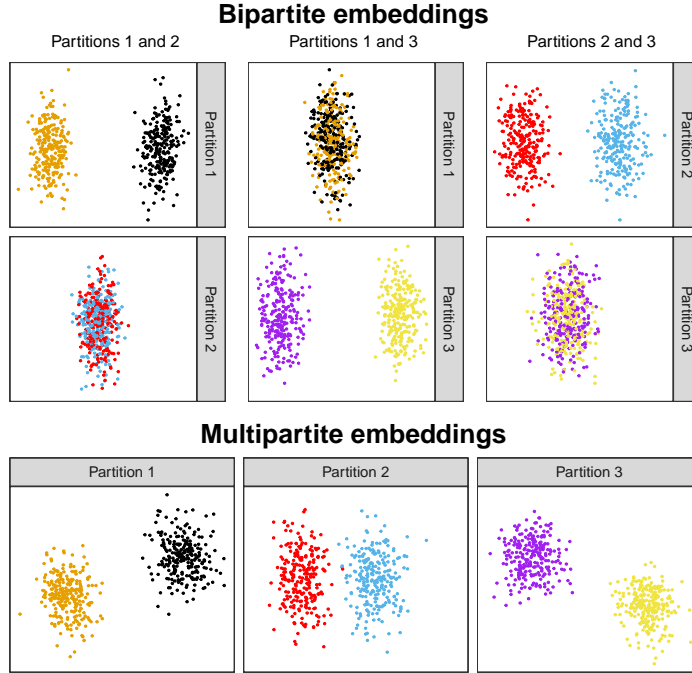 Bipartite embeddings
Partitions 1 and 2
Partitions 1 and 3
Partitions 2 and 3
Partition 1
Partition 1
Partition 2
Partition 2
Partition 3
Partition 3
Multipartite embeddings
Partition 1
Partition 2
Partition 3